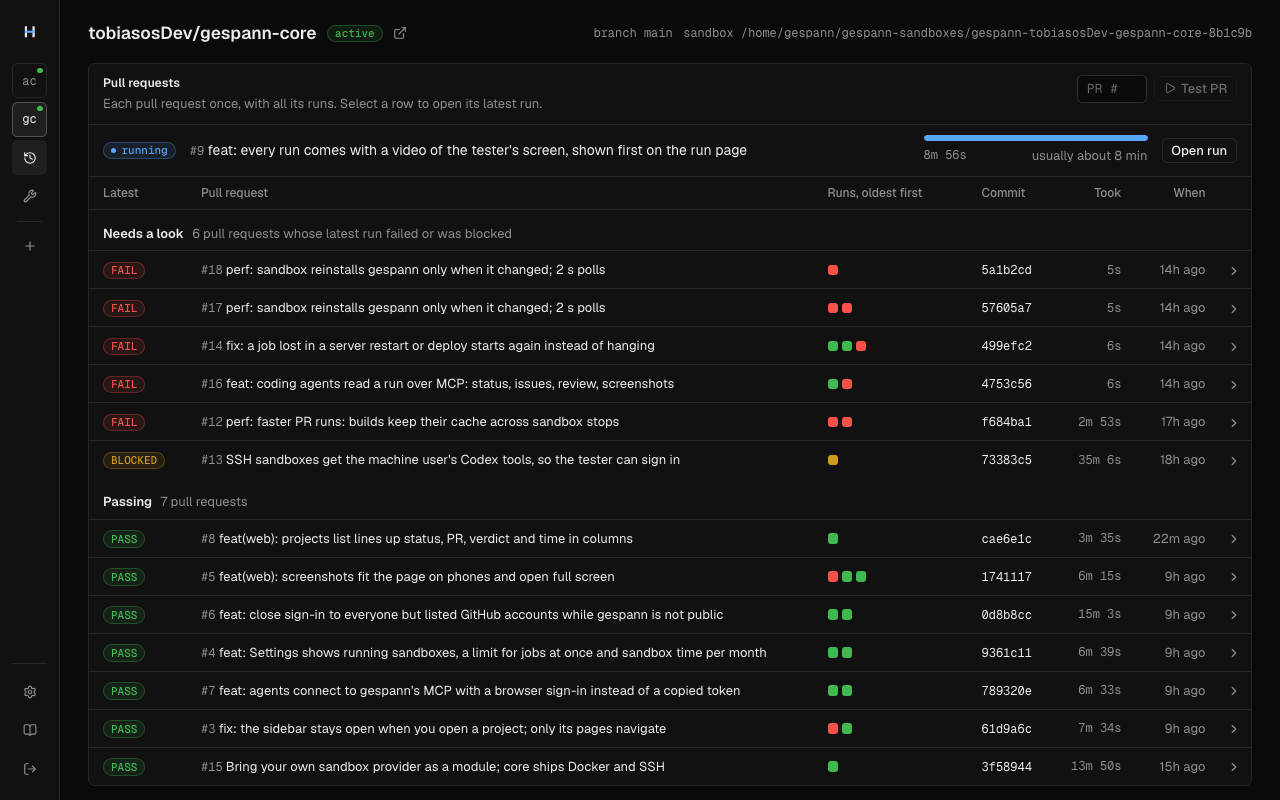 H
tobiasosDev/gespann-core active
branch main sandbox /home/gespann/gespann-sandboxes/gespann-tobiasosDev-gespann-core-8b1c9b
ac
gc
Pull requests
Each pull request once, with all its runs. Select a row to open its latest run.
PR #
Test PR
running #9 feat: every run comes with a video of the tester's screen, shown first on the run page
8m 56s usually about 8 min
Open run
Latest Pull request Runs, oldest first Commit Took When
Needs a look 6 pull requests whose latest run failed or was blocked
FAIL #18 perf: sandbox reinstalls gespann only when it changed; 2 s polls 5a1b2cd 5s 14h ago
FAIL #17 perf: sandbox reinstalls gespann only when it changed; 2 s polls 57605a7 5s 14h ago
FAIL #14 fix: a job lost in a server restart or deploy starts again instead of hanging 499efc2 6s 14h ago
FAIL #16 feat: coding agents read a run over MCP: status, issues, review, screenshots 4753c56 6s 14h ago
FAIL #12 perf: faster PR runs: builds keep their cache across sandbox stops f684ba1 2m 53s 17h ago
BLOCKED #13 SSH sandboxes get the machine user's Codex tools, so the tester can sign in 73383c5 35m 6s 18h ago
Passing 7 pull requests
PASS #8 feat(web): projects list lines up status, PR, verdict and time in columns cae6e1c 3m 35s 22m ago
PASS #5 feat(web): screenshots fit the page on phones and open full screen 1741117 6m 15s 9h ago
PASS #6 feat: close sign-in to everyone but listed GitHub accounts while gespann is not public 0d8b8cc 15m 3s 9h ago
PASS #4 feat: Settings shows running sandboxes, a limit for jobs at once and sandbox time per month 9361c11 6m 39s 9h ago
PASS #7 feat: agents connect to gespann's MCP with a browser sign-in instead of a copied token 789320e 6m 33s 9h ago
PASS #3 fix: the sidebar stays open when you open a project; only its pages navigate 61d9a6c 7m 34s 9h ago
PASS #15 Bring your own sandbox provider as a module; core ships Docker and SSH 3f58944 13m 50s 15h ago